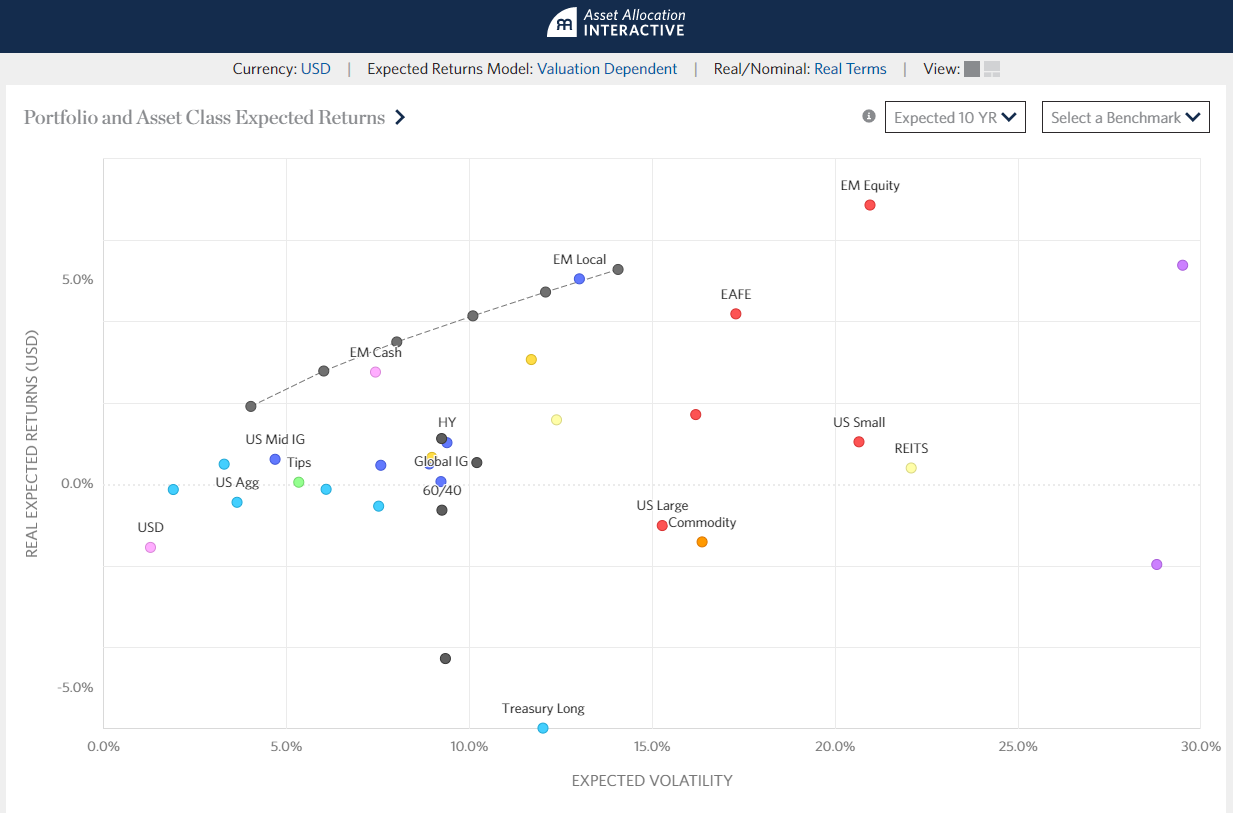 Asset Allocation
INTERACTIVE
Currency: USD | Expected Returns Model: Valuation Dependent | Real/Nominal: Real Terms | View:
Portfolio and Asset Class Expected Returns
Expected 10 YR
Select a Benchmark
EM Equity
EM Local
5.0%
EAFE
EM Cash
HY
US Small
US Mid IG
REITS
Tips
Global IG
US Agg
0.0%
60/40
US Large
Commodity
USD
-5.0%
Treasury Long
REAL EXPECTED RETURNS (USD)
0.0% 5.0% 10.0% 15.0% 20.0% 25.0% 30.0%
EXPECTED VOLATILITY